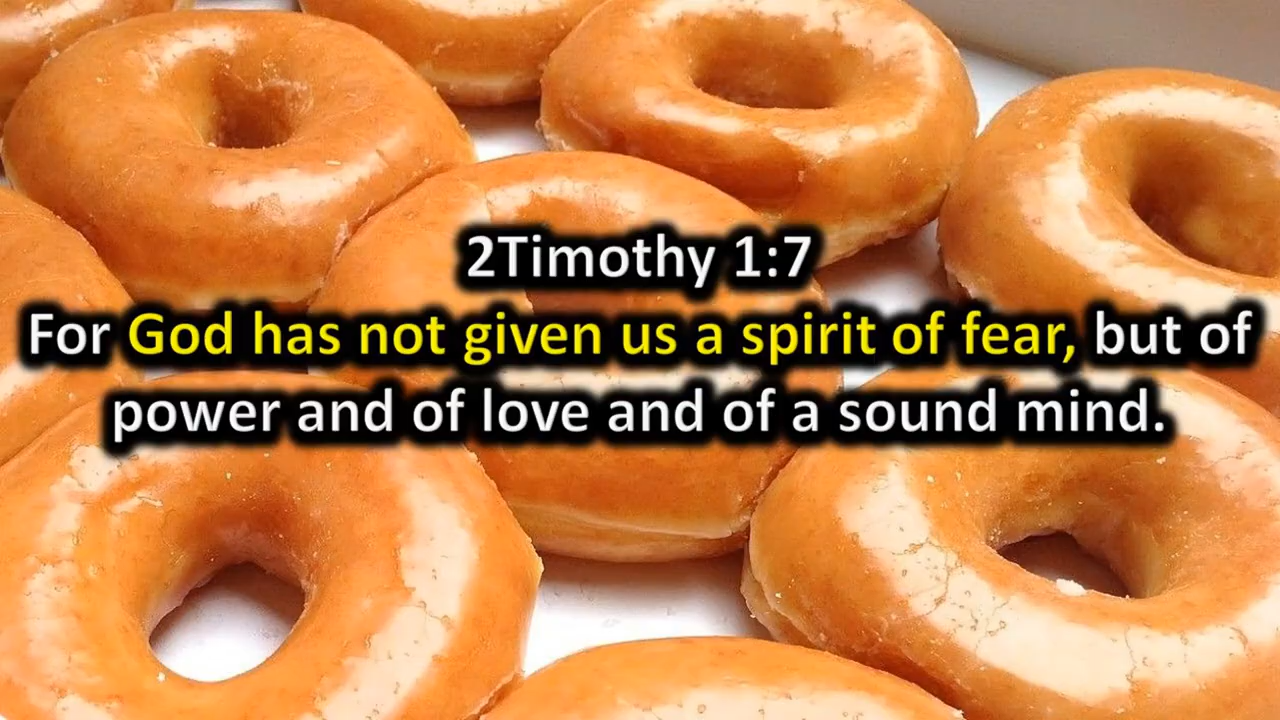 2Timothy 1:7
For God has not given us a spirit of fear, but of
power and of love and of a sound mind.